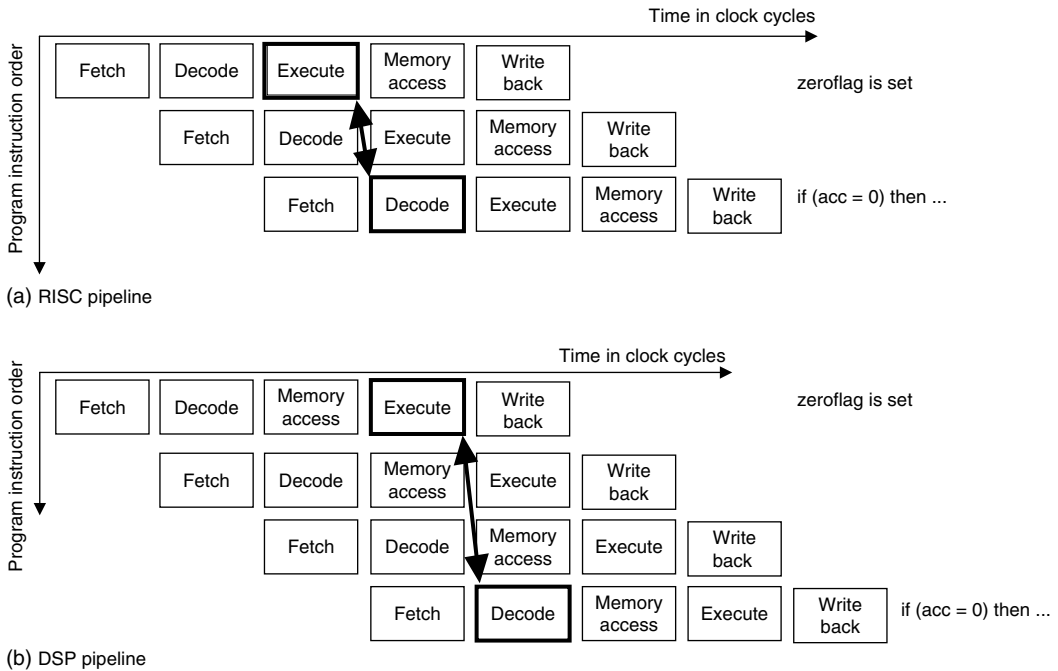 Time in clock cycles
Program instruction order
Fetch Decode Execute Memory access Write back zeroflag is set
Fetch Decode Execute Memory access Write back
Fetch Decode Execute Memory access Write back if (acc = 0) then ...
(a) RISC pipeline
Time in clock cycles
Program instruction order
Fetch Decode Memory access Execute Write back zeroflag is set
Fetch Decode Memory access Execute Write back
Fetch Decode Memory access Execute Write back
Fetch Decode Memory access Execute Write back if (acc = 0) then ...
(b) DSP pipeline